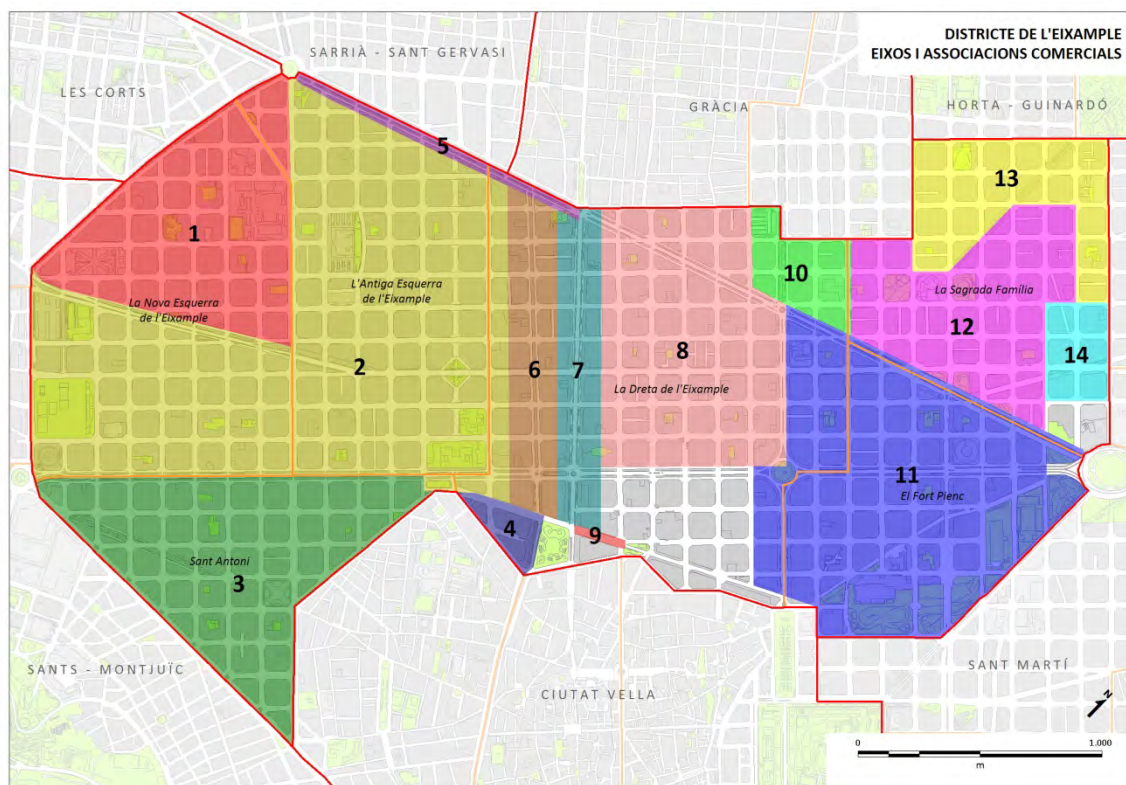 DISTRICTE DE L'EIXAMPLE
EIXOS I ASSOCIACIONS COMERCIALS
SARRIÀ - SANT GERVASI
LES CORTS
GRÀCIA
HORTA - GUINARDÓ
5
13
1
10
La Nova Esquerra
de l'Eixample
L'Antiga Esquerra
de l'Eixample
La Sagrada Família
12
2
6
7
8
14
La Dreta de l'Eixample
11
El Fort Pienc
4
9
Sant Antoni
3
SANTS - MONTJUÏC
CIUTAT VELLA
SANT MARTÍ
N
0
1.000
m